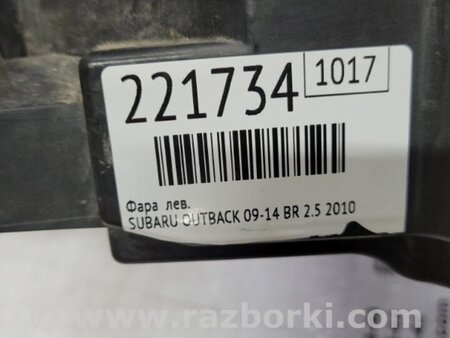 221734 1017
Фара лев.
SUBARU OUTBACK 09-14 BR 2.5 2010
www.razborki.com